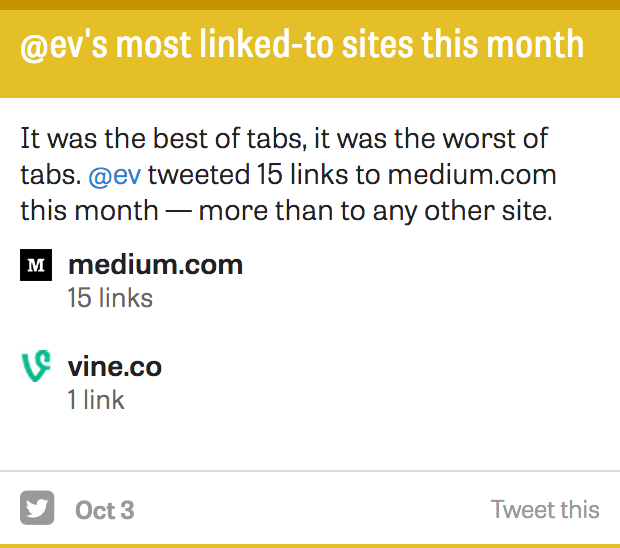 @ev's most linked-to sites this month
It was the best of tabs, it was the worst of
tabs. @ev tweeted 15 links to medium.com
this month — more than to any other site.
M medium.com
15 links
vine.co
1 link
Oct 3 Tweet this